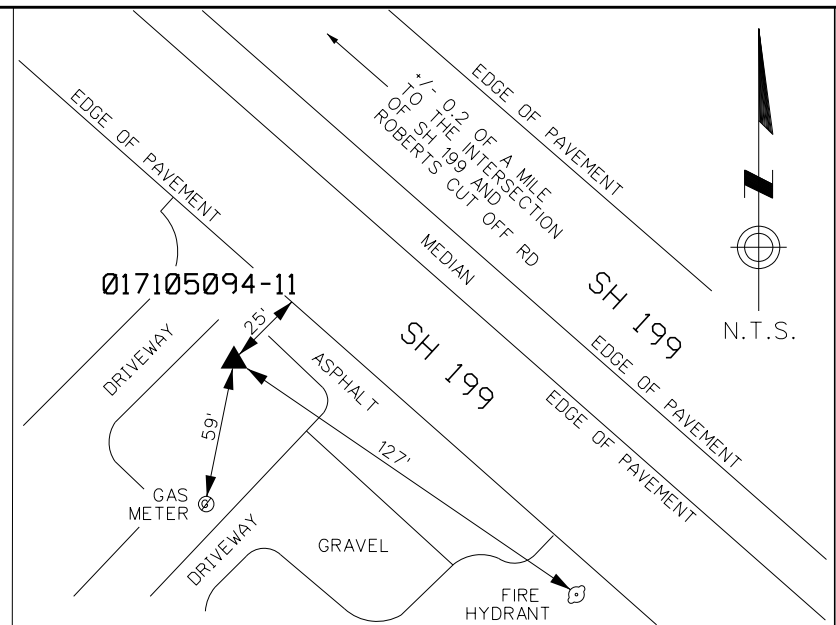 EDGE OF PAVEMENT
+/- 0.2 OF A MILE
TO THE INTERSECTION
OF SH 199 AND
ROBERTS CUT OFF RD
EDGE OF PAVEMENT
MEDIAN
SH 199
N
N.T.S.
017105094-11
25'
DRIVEWAY
ASPHALT
SH 199
EDGE OF PAVEMENT
EDGE OF PAVEMENT
59'
127'
GAS
METER
DRIVEWAY
GRAVEL
FIRE
HYDRANT